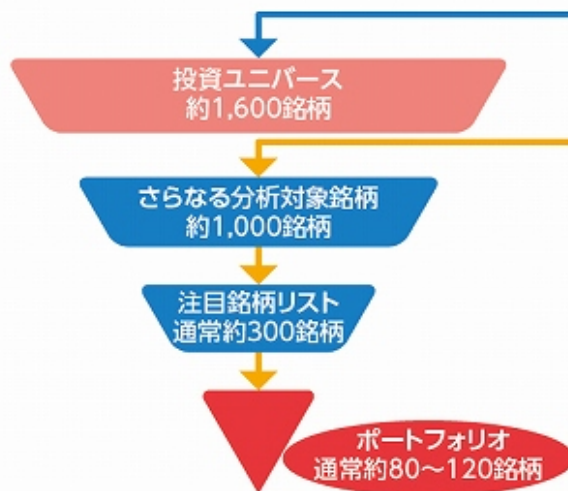 投資ユニバース
約1,600銘柄
さらなる分析対象銘柄
約1,000銘柄
注目銘柄リスト
通常約300銘柄
ポートフォリオ
通常約80～120銘柄